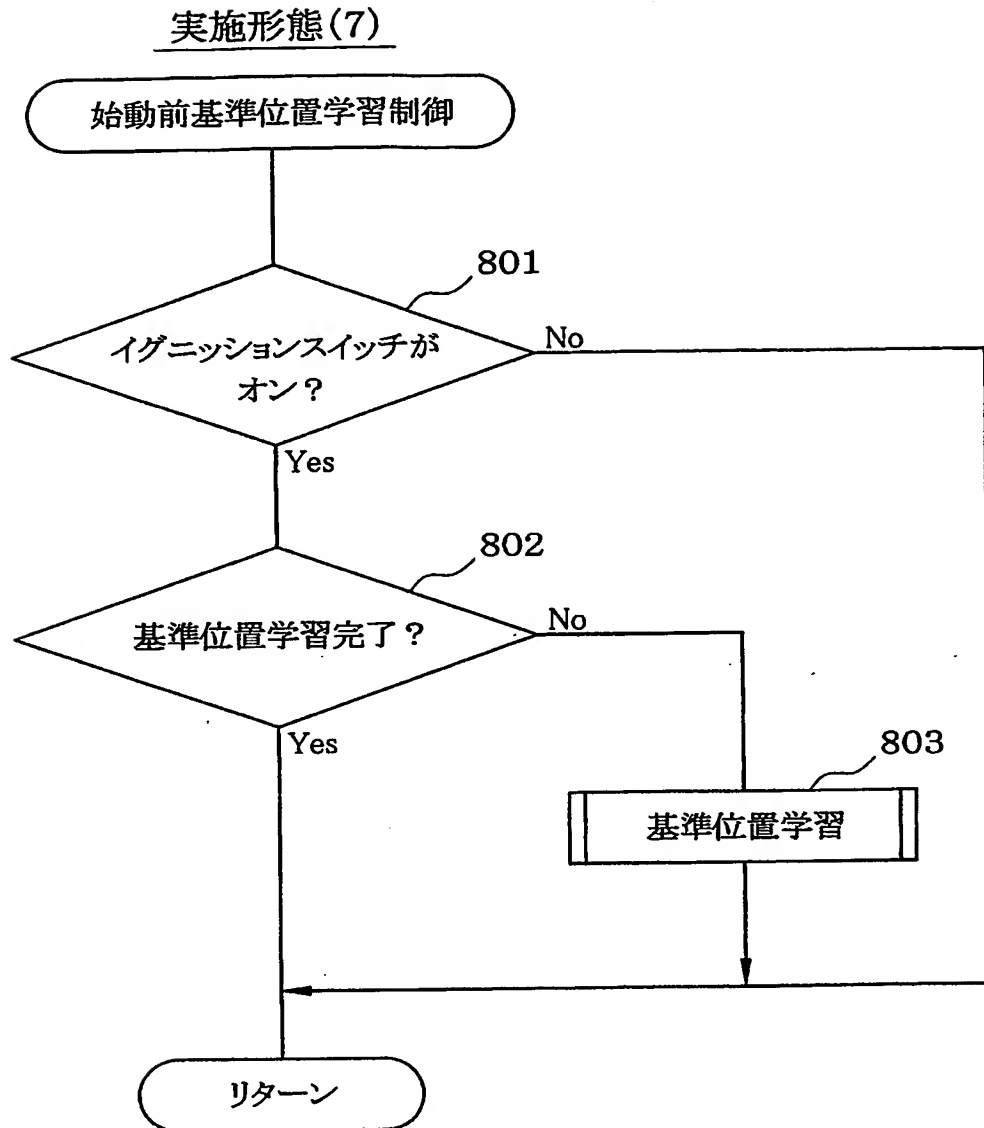 実施形態(7)
始動前基準位置学習制御
801
イグニッションスイッチが
オン?
No
Yes
802
基準位置学習完了?
No
Yes
803
基準位置学習
リターン